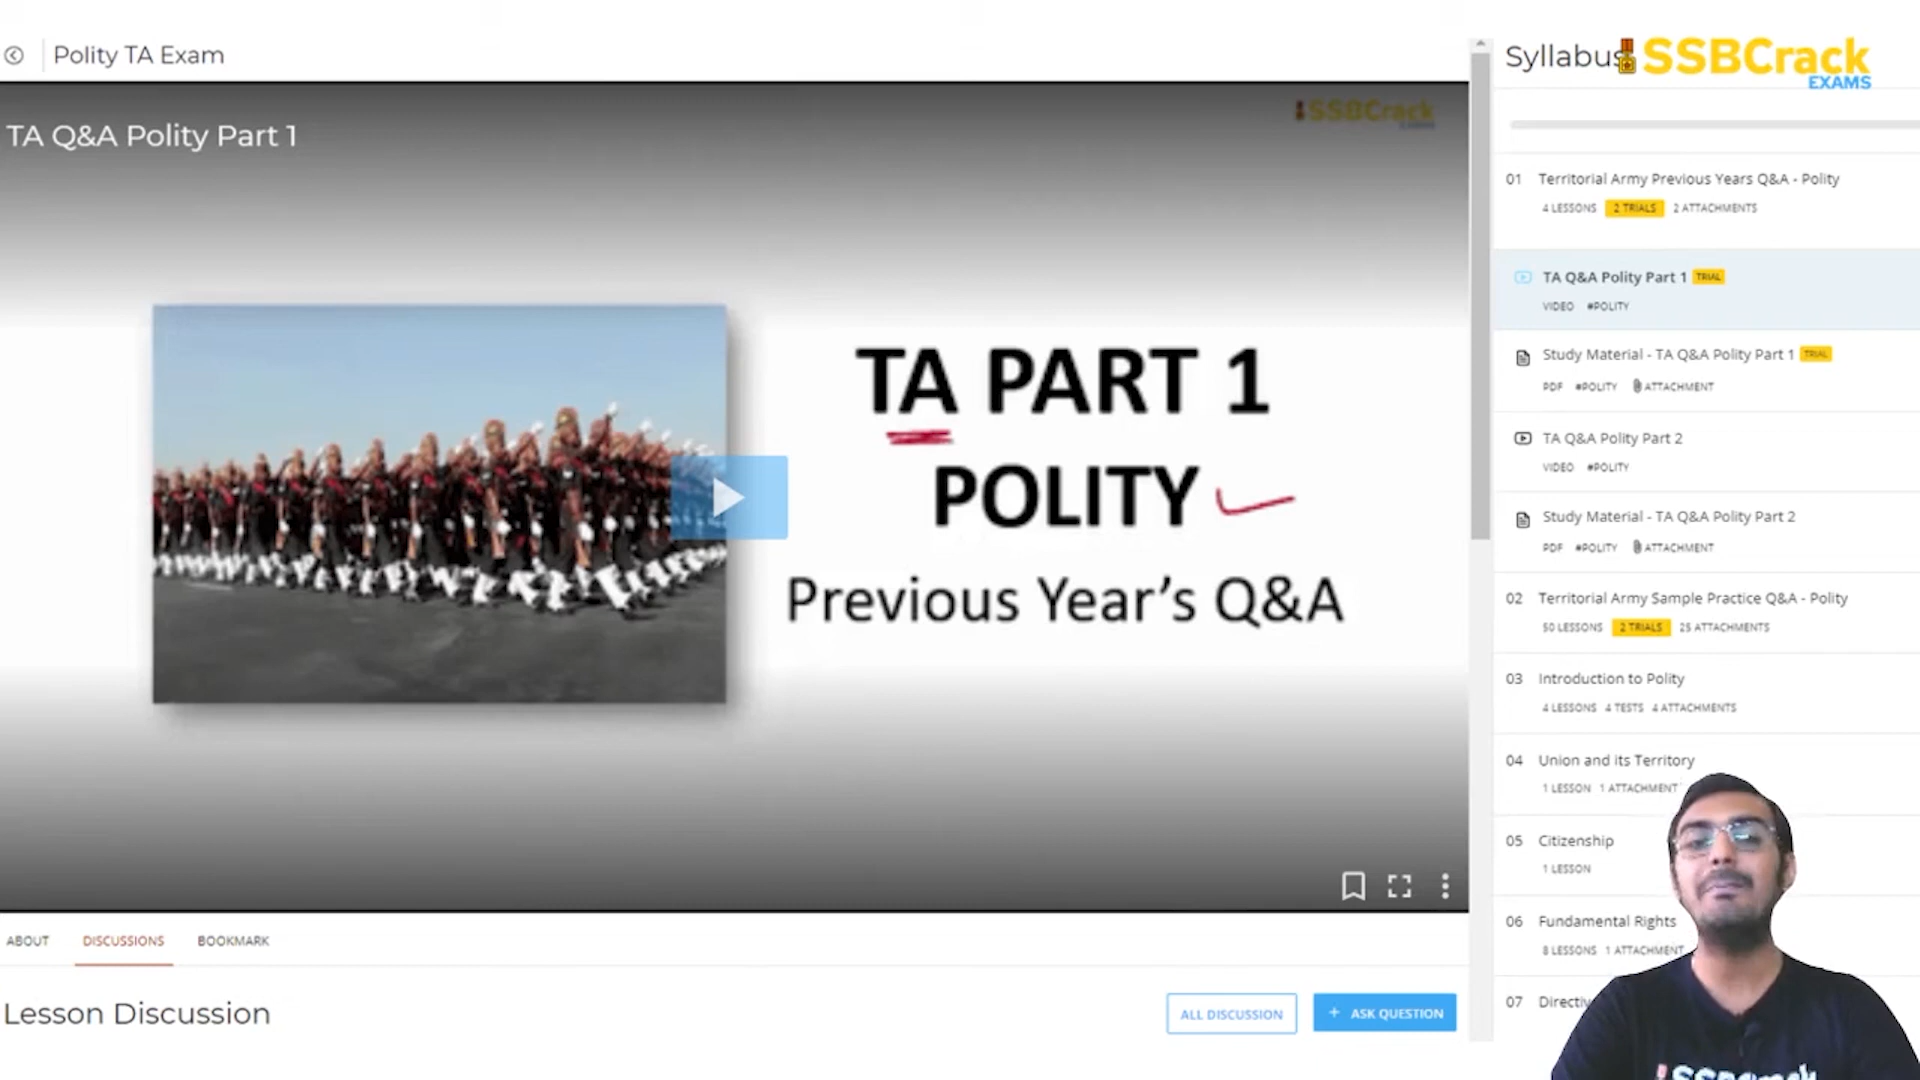 Polity TA Exam
TA Q&A Polity Part 1
SSBCrack
TA PART 1
POLITY
Previous Year's Q&A
ABOUT DISCUSSIONS BOOKMARK
Lesson Discussion
ALL DISCUSSION + ASK QUESTION
Syllabus SSBCrack
EXAMS
01 Territorial Army Previous Years Q&A - Polity
4 LESSONS 2 TRIALS 2 ATTACHMENTS
TA Q&A Polity Part 1 TRIAL
VIDEO #POLITY
Study Material - TA Q&A Polity Part 1 TRIAL
PDF #POLITY ATTACHMENT
TA Q&A Polity Part 2
VIDEO #POLITY
Study Material - TA Q&A Polity Part 2
PDF #POLITY ATTACHMENT
02 Territorial Army Sample Practice Q&A - Polity
50 LESSONS 2 TRIALS 25 ATTACHMENTS
03 Introduction to Polity
4 LESSONS 4 TESTS 4 ATTACHMENTS
04 Union and its Territory
1 LESSON 1 ATTACHMENT
05 Citizenship
1 LESSON
06 Fundamental Rights
8 LESSONS 1 ATTACHMENT
07